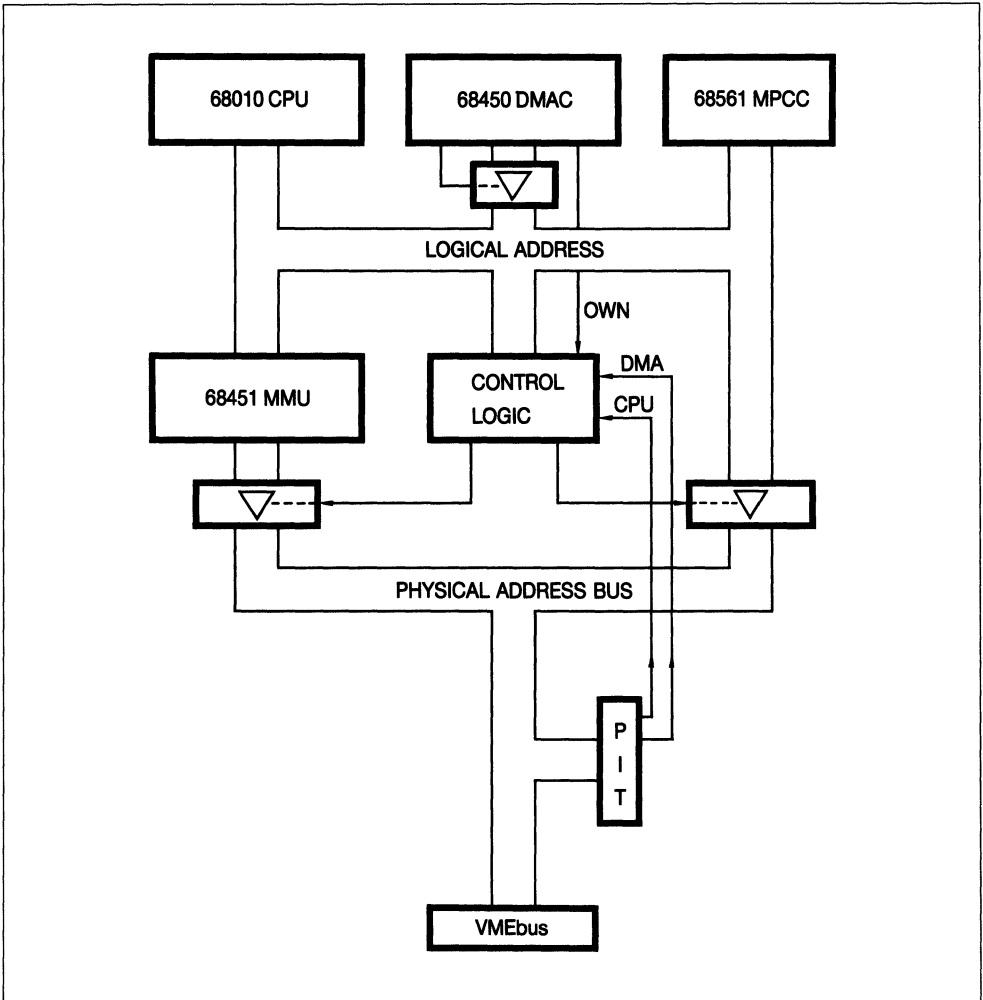 68010 CPU
68450 DMAC
68561 MPCC
LOGICAL ADDRESS
OWN
68451 MMU
CONTROL
LOGIC
DMA
CPU
PHYSICAL ADDRESS BUS
P
I
T
VMEbus